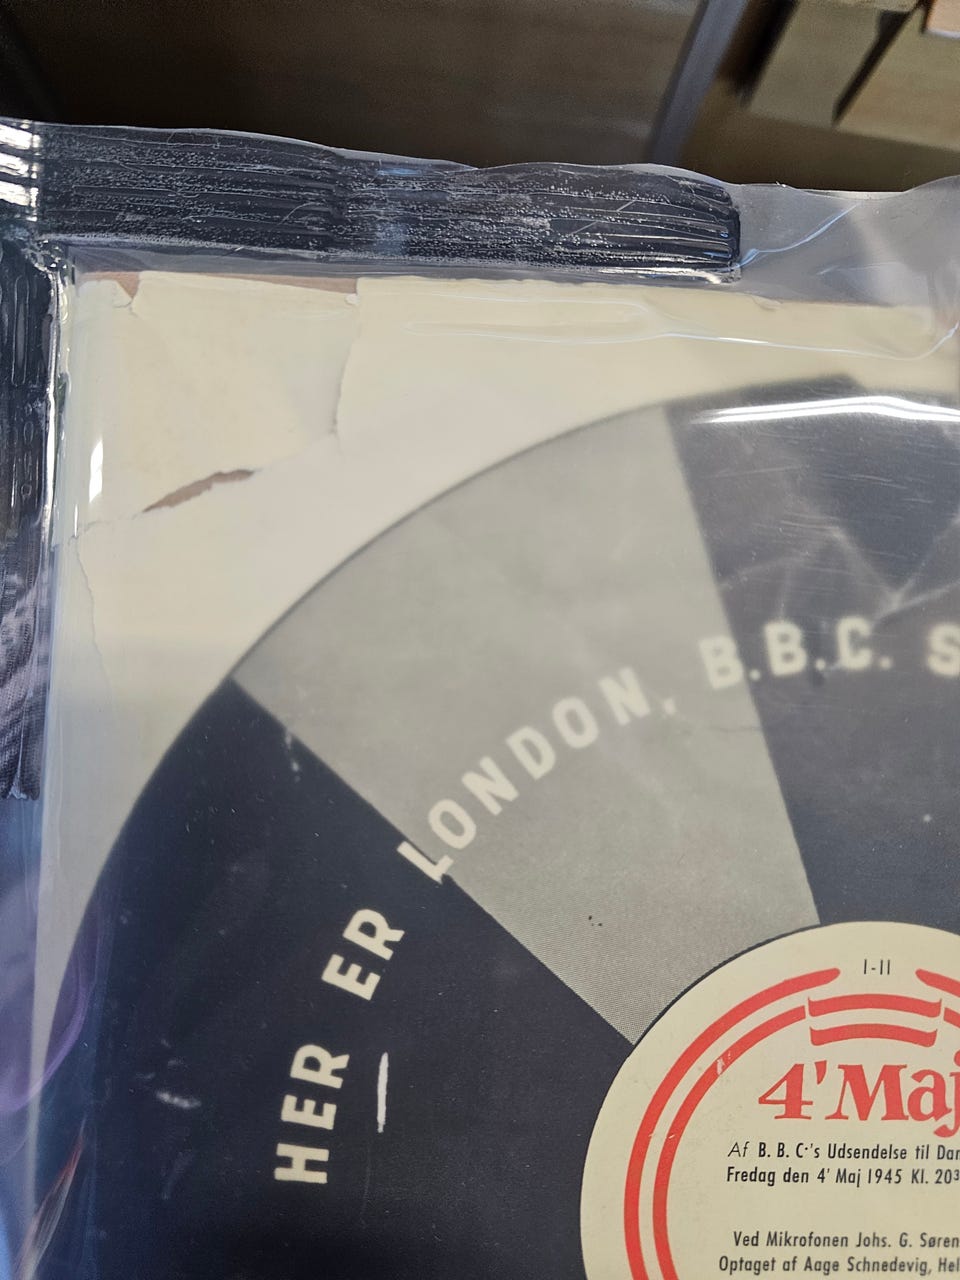 HER ER LONDON, B.B.C. S
I-II
4' Maj
Af B. B. C.'s Udsendelse til Dan
Fredag den 4' Maj 1945 Kl. 20³
Ved Mikrofonen Johs. G. Søren
Optaget af Aage Schnedevig, Hel